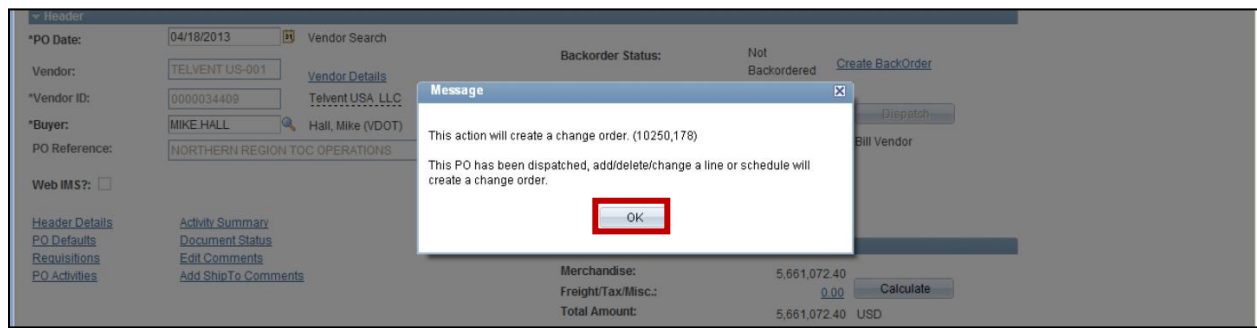 Header
*PO Date: 04/18/2013 31 Vendor Search
Backorder Status: Not Backordered Create BackOrder
Vendor: TELVENT US-001 Vendor Details
*Vendor ID: 0000034409 Telvent USA LLC
Dispatch
*Buyer: MIKE.HALL Hall, Mike (VDOT)
Bill Vendor
PO Reference: NORTHERN REGION TOC OPERATIONS
Web IMS?:
Message
This action will create a change order. (10250,178)
This PO has been dispatched, add/delete/change a line or schedule will
create a change order.
OK
Header Details Activity Summary
PO Defaults Document Status
Requisitions Edit Comments
PO Activities Add ShipTo Comments
Merchandise: 5,661,072.40
Freight/Tax/Misc.: 0.00 Calculate
Total Amount: 5,661,072.40 USD